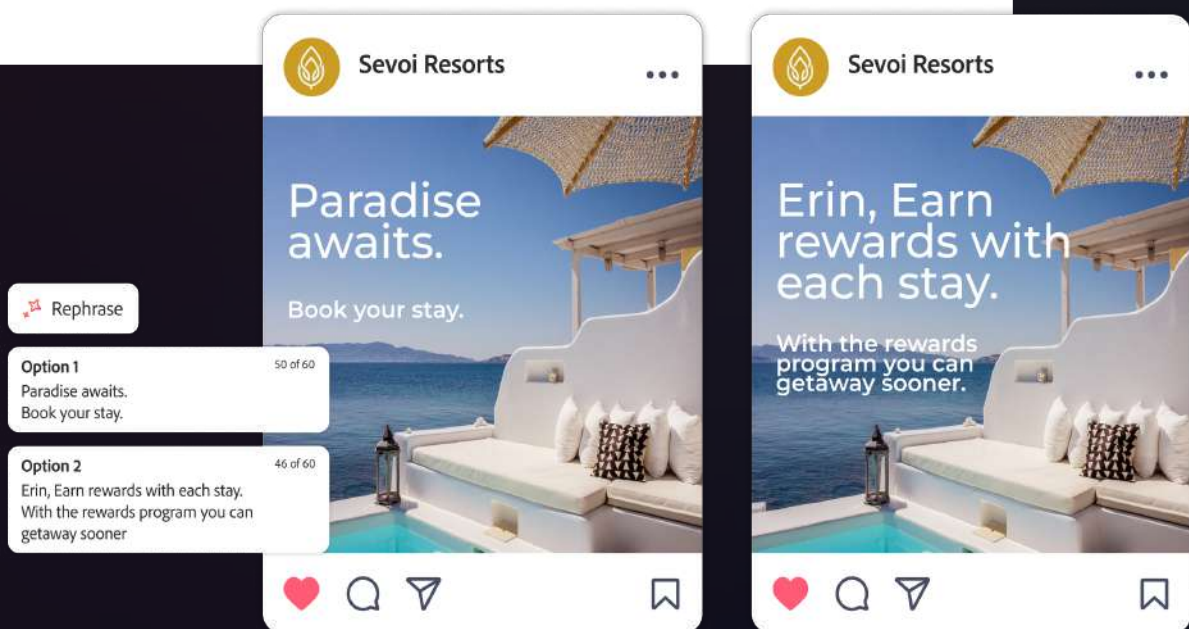 Sevoi Resorts
Paradise
awaits.
Book your stay.
Sevoi Resorts
Erin, Earn
rewards with
each stay.
With the rewards
program you can
getaway sooner.
Rephrase
Option 1
50 of 60
Paradise awaits.
Book your stay.
Option 2
46 of 60
Erin, Earn rewards with each stay.
With the rewards program you can
getaway sooner